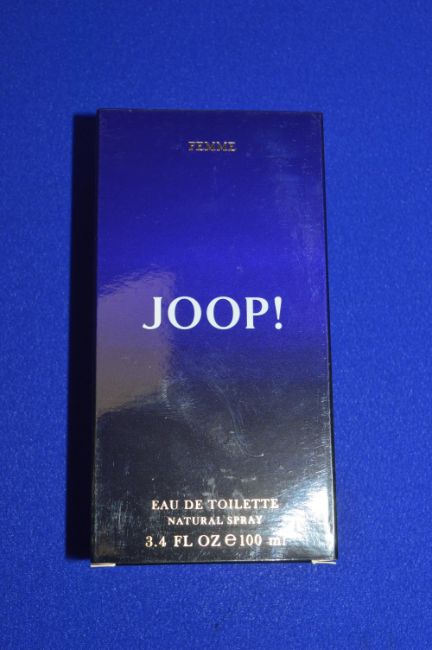 FEMME
JOOP!
EAU DE TOILETTE
NATURAL SPRAY
3.4 FL OZ ℮ 100 ml